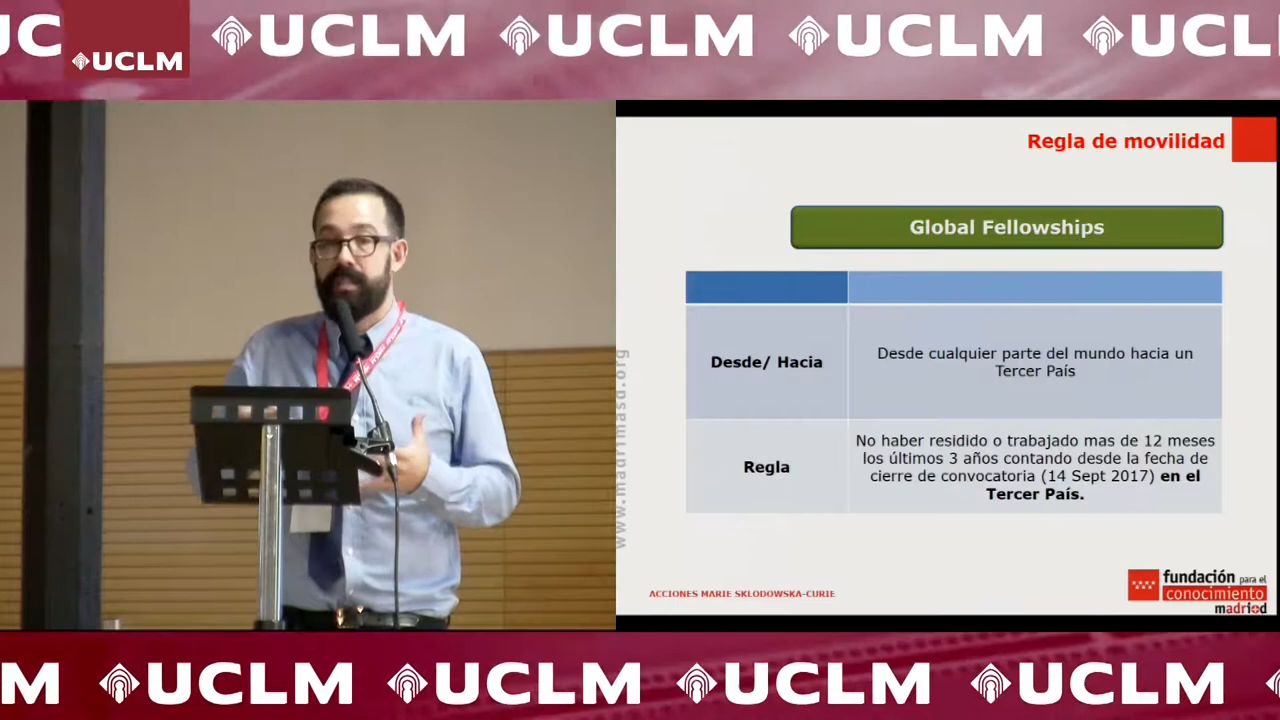 UC
UCLM
UCLM
UCLM
UCLM
UCL
UCLM
Regla de movilidad
Global Fellowships
Desde/ Hacia
Desde cualquier parte del mundo hacia un
Tercer País
Regla
No haber residido o trabajado mas de 12 meses
los últimos 3 años contando desde la fecha de
cierre de convocatoria (14 Sept 2017) en el
Tercer País.
www.madrimasd.org
ACCIONES MARIE SKLODOWSKA-CURIE
fundación para el
conocimiento
madri+d
M
UCLM
UCLM
UCLM
UCLM